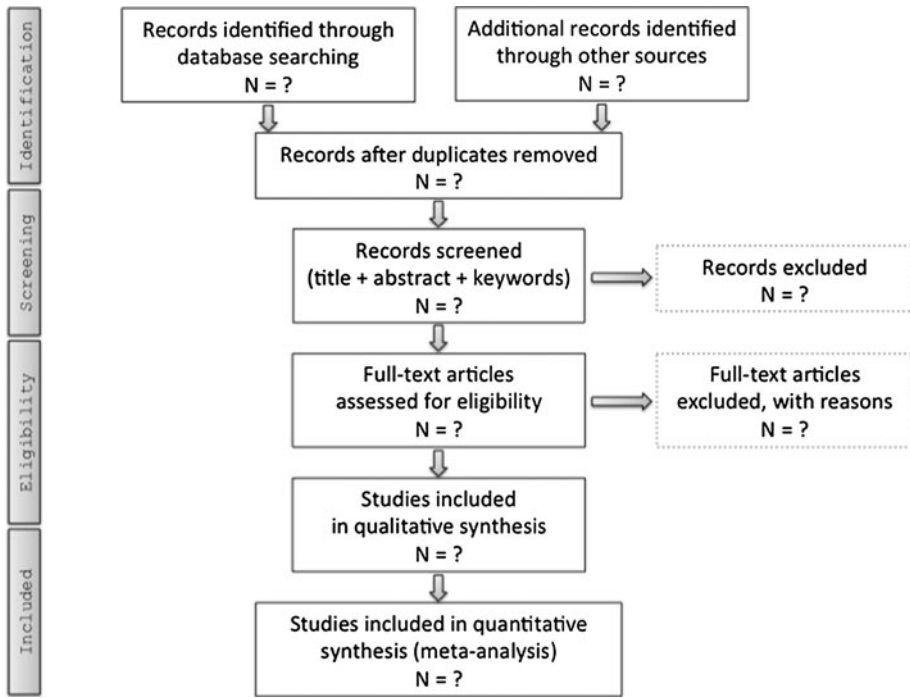 Identification
Records identified through
database searching
N = ?
Additional records identified
through other sources
N = ?
Records after duplicates removed
N = ?
Screening
Records screened
(title + abstract + keywords)
N = ?
Records excluded
N = ?
Eligibility
Full-text articles
assessed for eligibility
N = ?
Full-text articles
excluded, with reasons
N = ?
Studies included
in qualitative synthesis
N = ?
Included
Studies included in quantitative
synthesis (meta-analysis)
N = ?